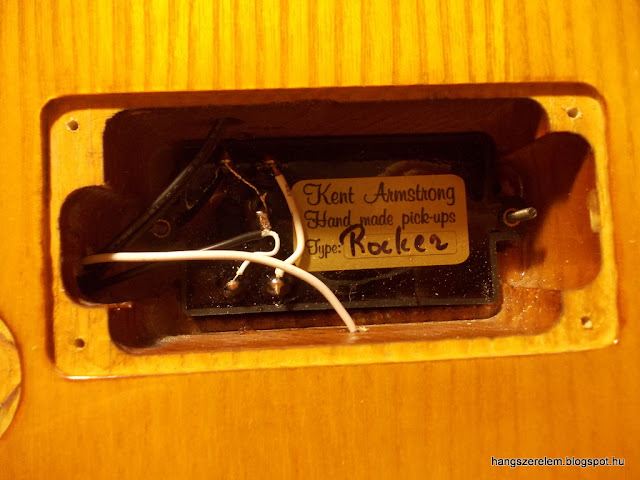 Kent Armstrong
Hand made pick-ups
Type: Rocker
hangszerelem.blogspot.hu